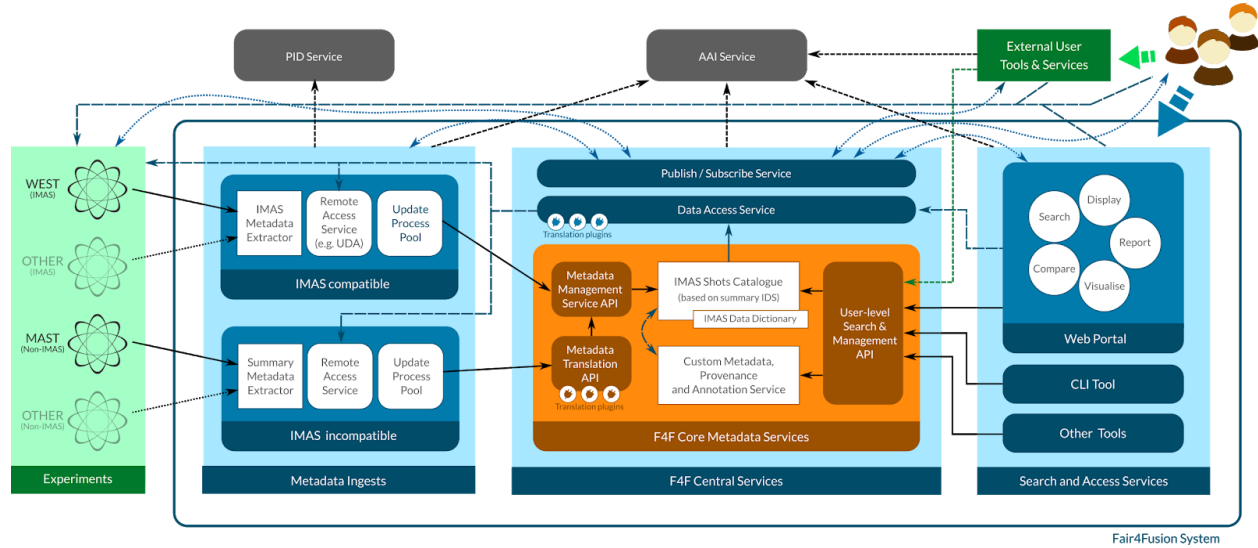 PID Service
AAI Service
External User
Tools & Services
WEST
(IMAS)
OTHER
(IMAS)
MAST
(Non-IMAS)
OTHER
(Non-IMAS)
Experiments
IMAS
Metadata
Extractor
Remote
Access
Service
(e.g. UDA)
Update
Process
Pool
IMAS compatible
Summary
Metadata
Extractor
Remote
Access
Service
Update
Process
Pool
IMAS incompatible
Metadata Ingests
Publish / Subscribe Service
Data Access Service
Translation plugins
Metadata
Management
Service API
Metadata
Translation
API
Translation plugins
IMAS Shots Catalogue
(based on summary IDS)
IMAS Data Dictionary
Custom Metadata,
Provenance
and Annotation Service
User-level
Search &
Management
API
F4F Core Metadata Services
F4F Central Services
Search
Display
Report
Compare
Visualise
Web Portal
CLI Tool
Other Tools
Search and Access Services
Fair4Fusion System